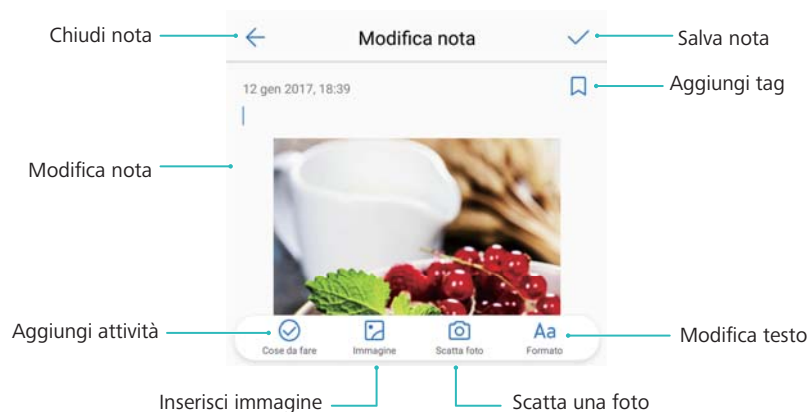 Chiudi nota
Modifica nota
Salva nota
12 gen 2017, 18:39
Aggiungi tag
Modifica nota
Aggiungi attività
Cose da fare
Immagine
Scatta foto
Aa
Formato
Modifica testo
Inserisci immagine
Scatta una foto